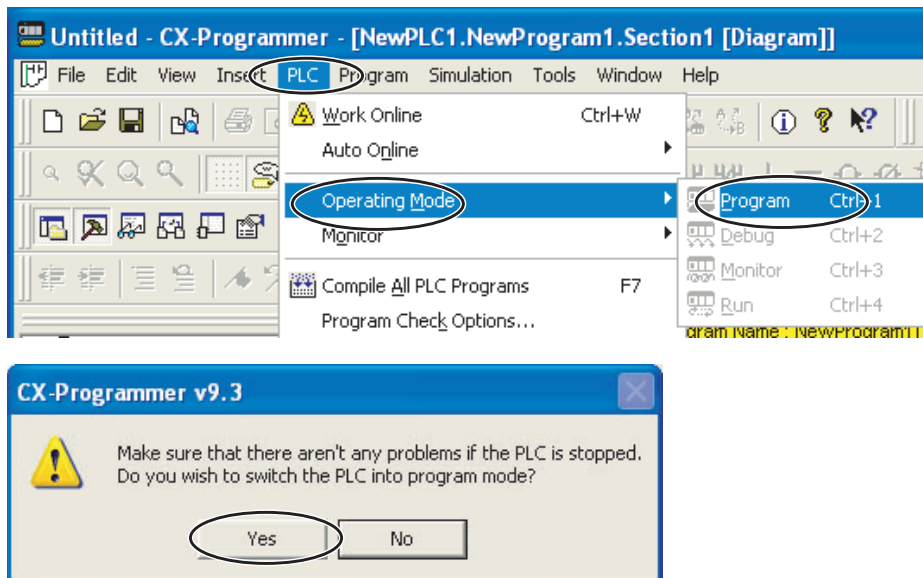 Untitled - CX-Programmer - [NewPLC1.NewProgram1.Section1 [Diagram]]
File Edit View Insert PLC Program Simulation Tools Window Help
Work Online Ctrl+W
Auto Online
Operating Mode
Program Ctrl+1
Monitor
Debug Ctrl+2
Compile All PLC Programs F7
Monitor Ctrl+3
Program Check Options...
Run Ctrl+4
gram Name : NewProgram1]
CX-Programmer v9.3
Make sure that there aren't any problems if the PLC is stopped.
Do you wish to switch the PLC into program mode?
Yes No